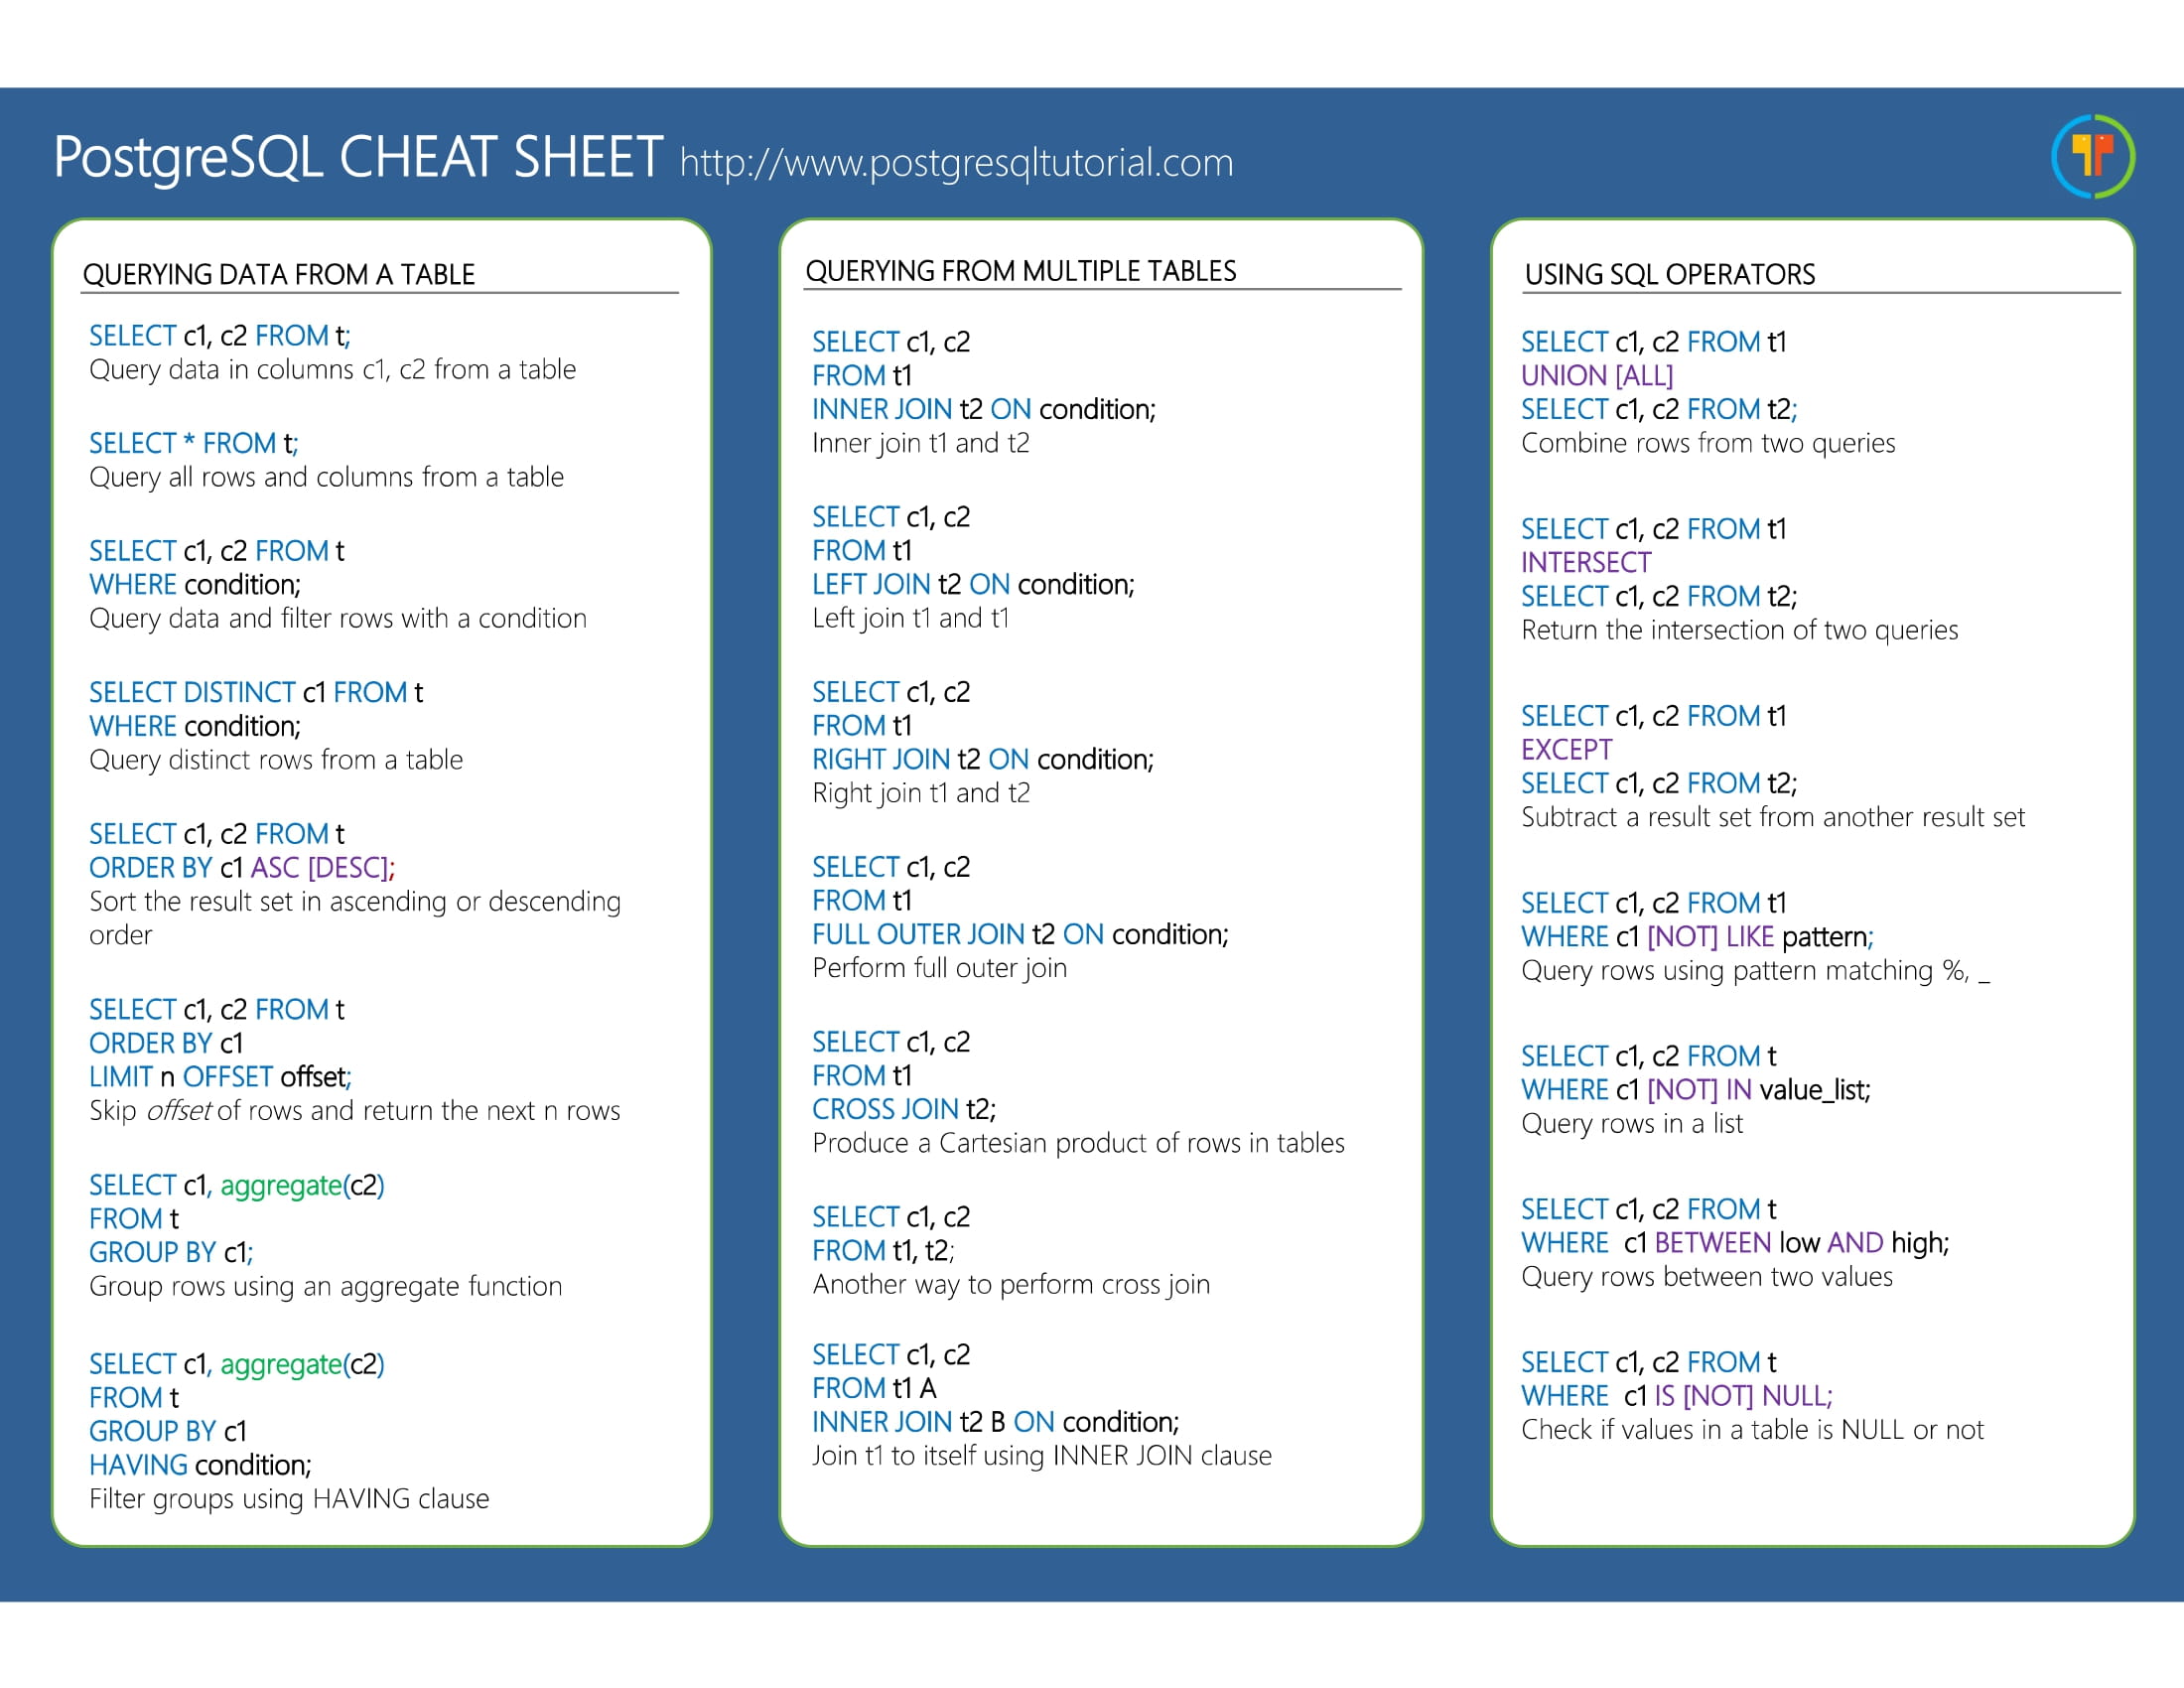 PostgreSQL CHEAT SHEET http://www.postgresqltutorial.com
QUERYING DATA FROM A TABLE
SELECT c1, c2 FROM t;
Query data in columns c1, c2 from a table
SELECT * FROM t;
Query all rows and columns from a table
SELECT c1, c2 FROM t
WHERE condition;
Query data and filter rows with a condition
SELECT DISTINCT c1 FROM t
WHERE condition;
Query distinct rows from a table
SELECT c1, c2 FROM t
ORDER BY c1 ASC [DESC];
Sort the result set in ascending or descending
order
SELECT c1, c2 FROM t
ORDER BY c1
LIMIT n OFFSET offset;
Skip offset of rows and return the next n rows
SELECT c1, aggregate(c2)
FROM t
GROUP BY c1;
Group rows using an aggregate function
SELECT c1, aggregate(c2)
FROM t
GROUP BY c1
HAVING condition;
Filter groups using HAVING clause
QUERYING FROM MULTIPLE TABLES
SELECT c1, c2
FROM t1
INNER JOIN t2 ON condition;
Inner join t1 and t2
SELECT c1, c2
FROM t1
LEFT JOIN t2 ON condition;
Left join t1 and t1
SELECT c1, c2
FROM t1
RIGHT JOIN t2 ON condition;
Right join t1 and t2
SELECT c1, c2
FROM t1
FULL OUTER JOIN t2 ON condition;
Perform full outer join
SELECT c1, c2
FROM t1
CROSS JOIN t2;
Produce a Cartesian product of rows in tables
SELECT c1, c2
FROM t1, t2;
Another way to perform cross join
SELECT c1, c2
FROM t1 A
INNER JOIN t2 B ON condition;
Join t1 to itself using INNER JOIN clause
USING SQL OPERATORS
SELECT c1, c2 FROM t1
UNION [ALL]
SELECT c1, c2 FROM t2;
Combine rows from two queries
SELECT c1, c2 FROM t1
INTERSECT
SELECT c1, c2 FROM t2;
Return the intersection of two queries
SELECT c1, c2 FROM t1
EXCEPT
SELECT c1, c2 FROM t2;
Subtract a result set from another result set
SELECT c1, c2 FROM t1
WHERE c1 [NOT] LIKE pattern;
Query rows using pattern matching %, _
SELECT c1, c2 FROM t
WHERE c1 [NOT] IN value_list;
Query rows in a list
SELECT c1, c2 FROM t
WHERE  c1 BETWEEN low AND high;
Query rows between two values
SELECT c1, c2 FROM t
WHERE  c1 IS [NOT] NULL;
Check if values in a table is NULL or not